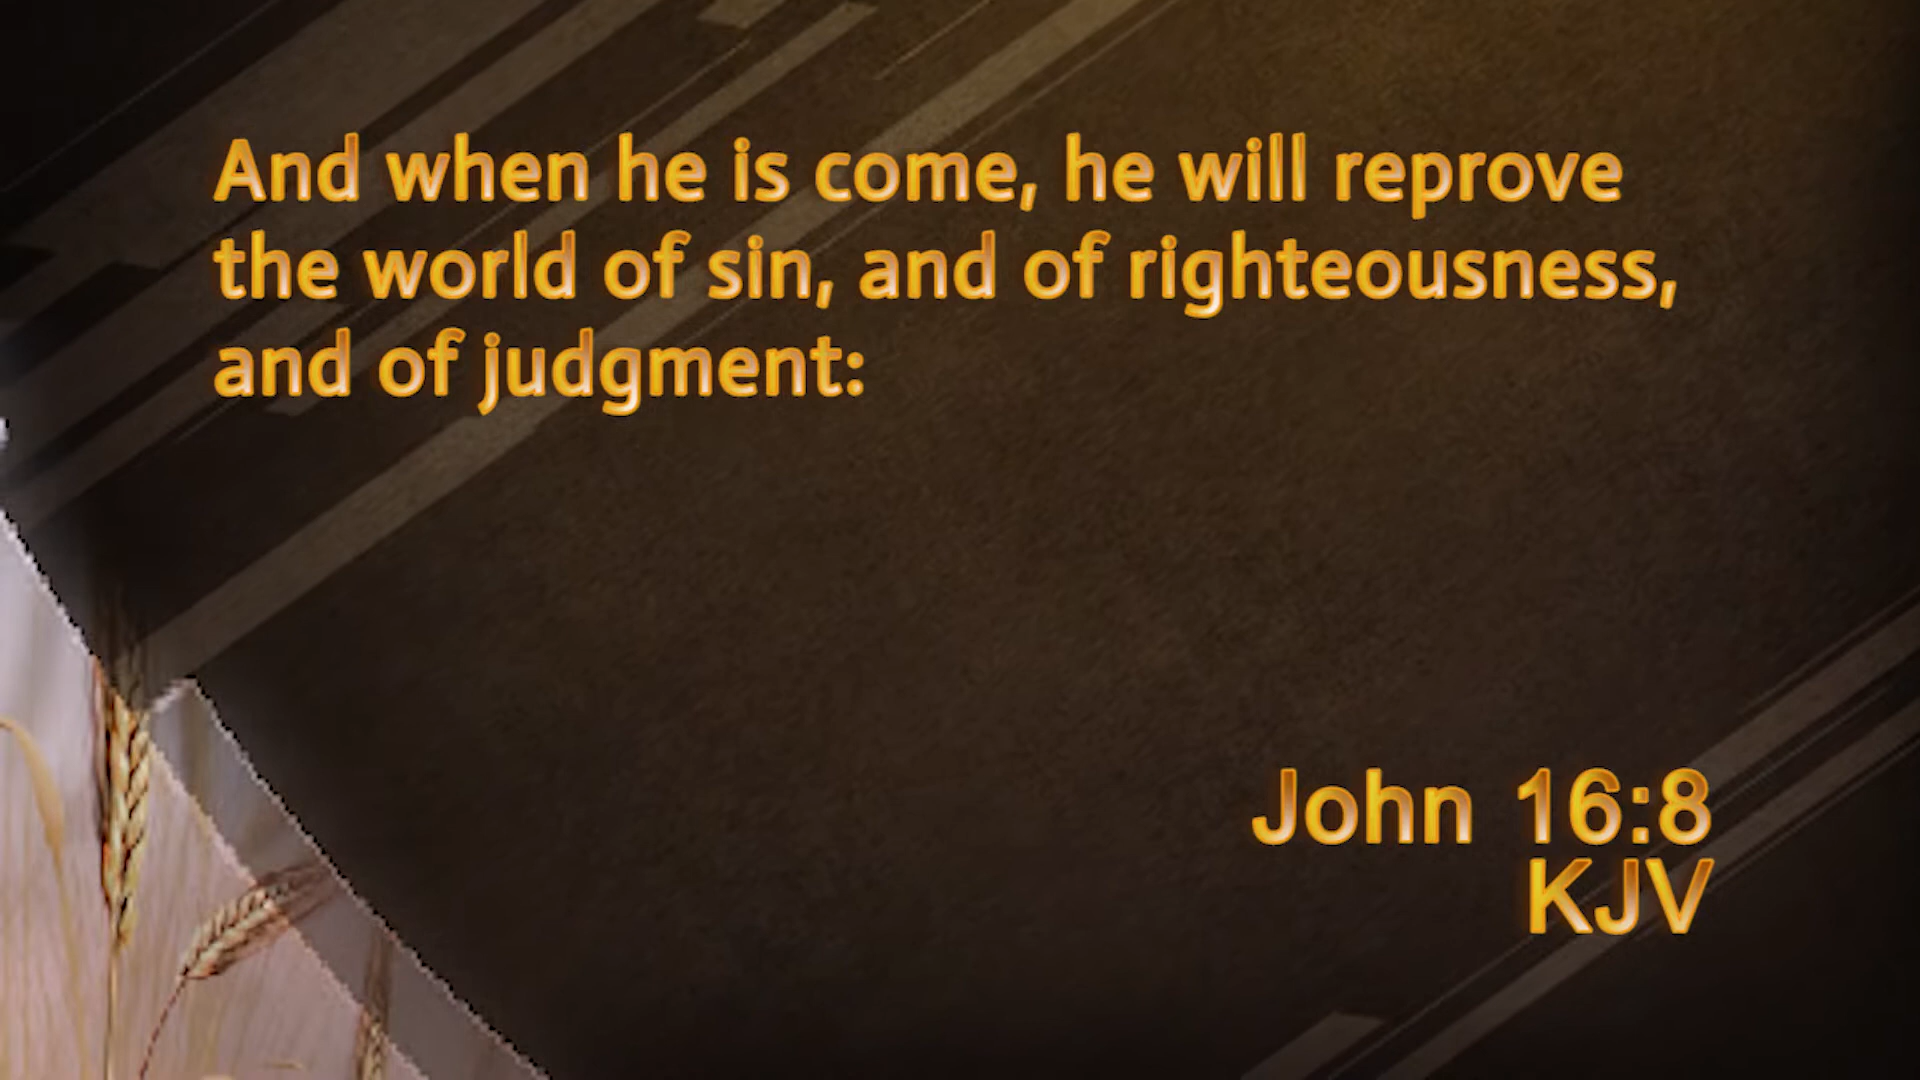 And when he is come, he will reprove
the world of sin, and of righteousness,
and of judgment:
John 16:8
KJV